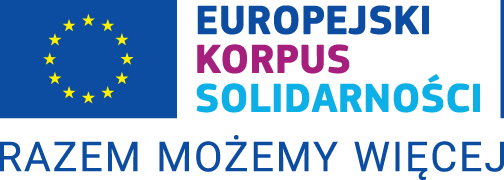 EUROPEJSKI
KORPUS
SOLIDARNOŚCI
RAZEM MOŻEMY WIĘCEJ